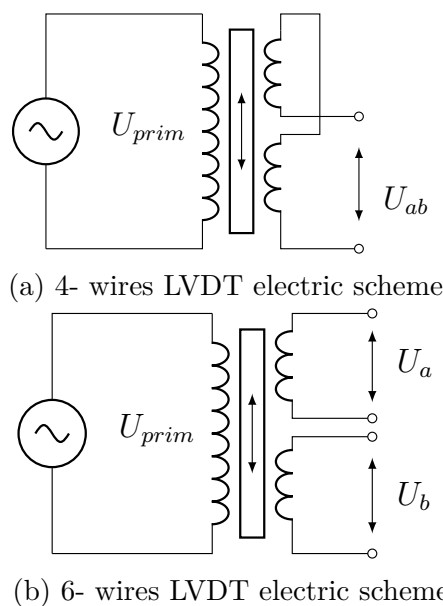 U_prim
U_ab
(a) 4- wires LVDT electric scheme
U_a
U_prim
U_b
(b) 6- wires LVDT electric scheme